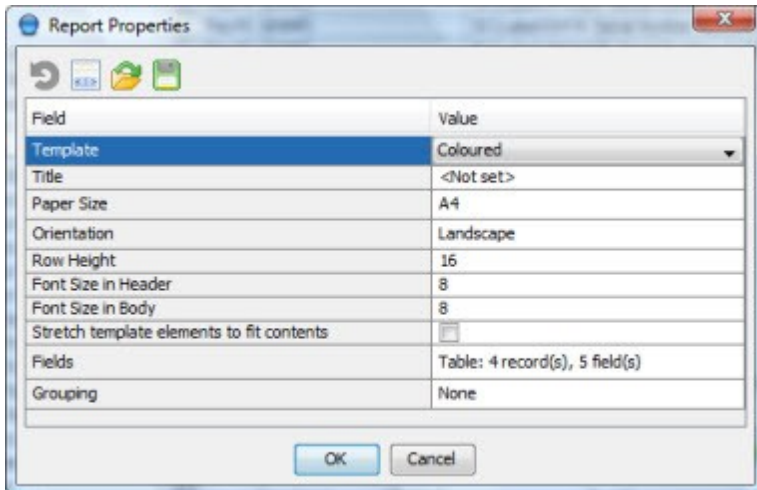 Report Properties
Field Value
Template Coloured
Title <Not set>
Paper Size A4
Orientation Landscape
Row Height 16
Font Size in Header 8
Font Size in Body 8
Stretch template elements to fit contents
Fields Table: 4 record(s), 5 field(s)
Grouping None
OK Cancel